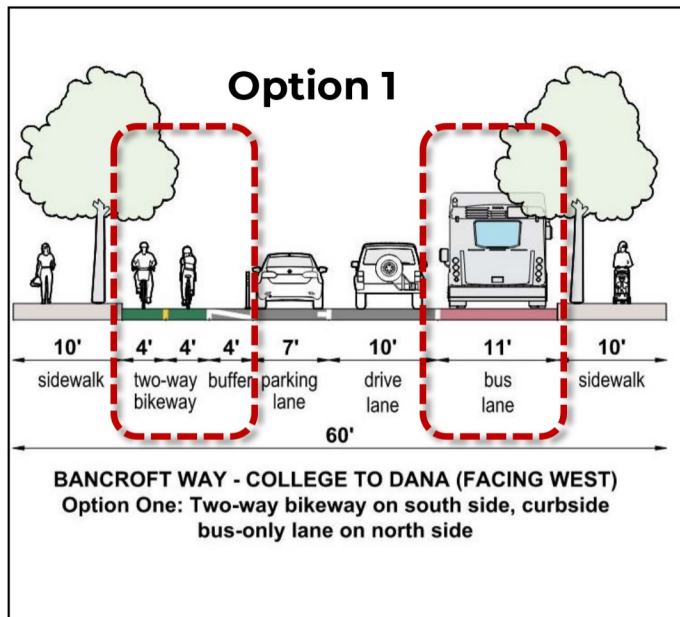 Option 1
10' 4' 4' 4' 7' 10' 11' 10'
sidewalk two-way buffer parking drive bus sidewalk
bikeway lane lane lane
60'
BANCROFT WAY - COLLEGE TO DANA (FACING WEST)
Option One: Two-way bikeway on south side, curbside
bus-only lane on north side